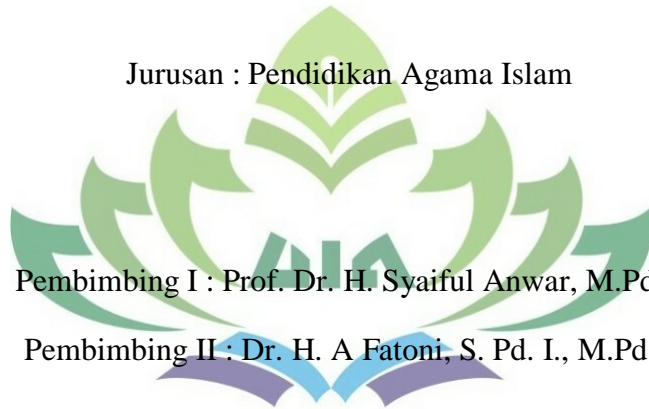 Jurusan : Pendidikan Agama Islam
Pembimbing I : Prof. Dr. H. Syaiful Anwar, M.Pd
Pembimbing II : Dr. H. A Fatoni, S. Pd. I., M.Pd